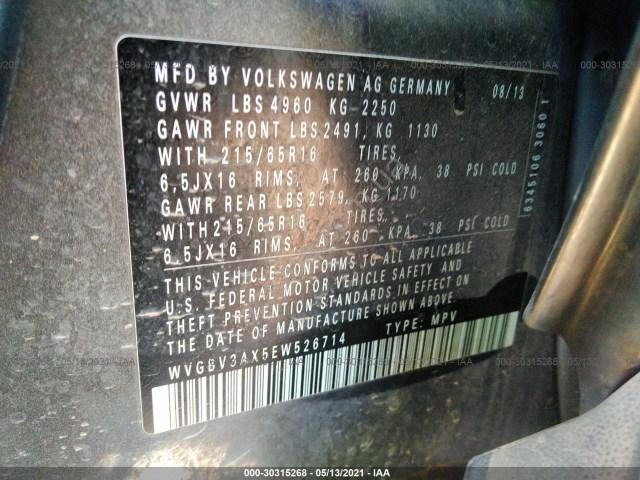 MFD BY VOLKSWAGEN AG GERMANY 08/13
GVWR LBS 4960 KG 2250
GAWR FRONT LBS 2491, KG 1130
WITH 215/65R16 TIRES,
6,5JX16 RIMS, AT 260 KPA, 38 PSI COLD
GAWR REAR LBS 2579, KG 1170
WITH 215/65R16 TIRES,
6,5JX16 RIMS, AT 260 KPA, 38 PSI COLD
THIS VEHICLE CONFORMS TO ALL APPLICABLE
U.S. FEDERAL MOTOR VEHICLE SAFETY AND
THEFT PREVENTION STANDARDS IN EFFECT ON
THE DATE OF MANUFACTURE SHOWN ABOVE.
WVGBV3AX5EW526714 TYPE: MPV
6345106 3060 1
000-30315268 - 05/13/2021 - IAA